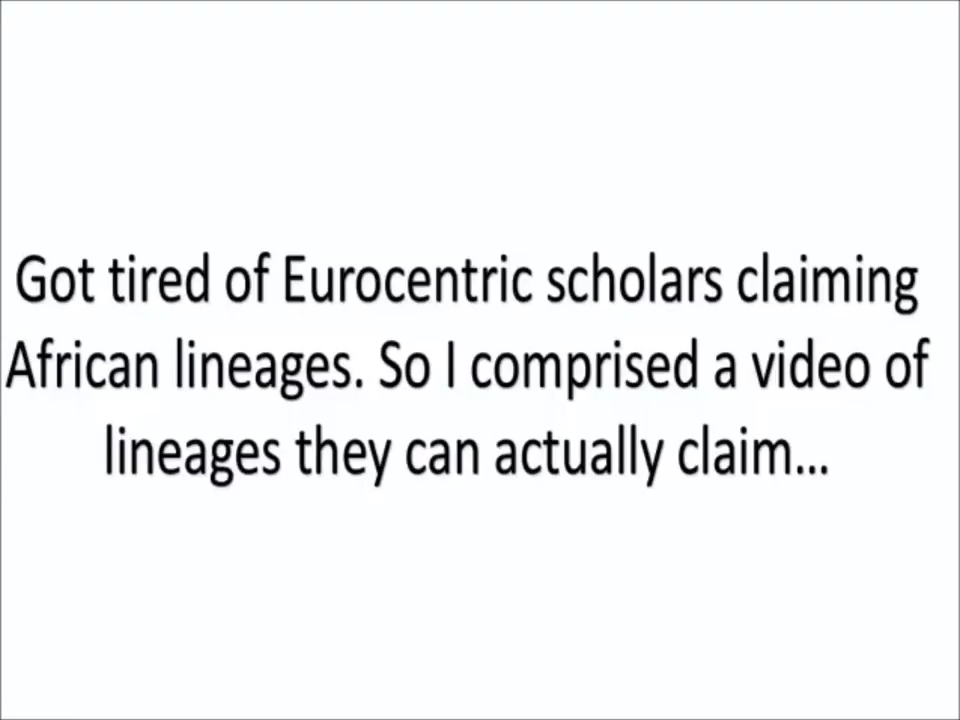 Got tired of Eurocentric scholars claiming
African lineages. So I comprised a video of
lineages they can actually claim...